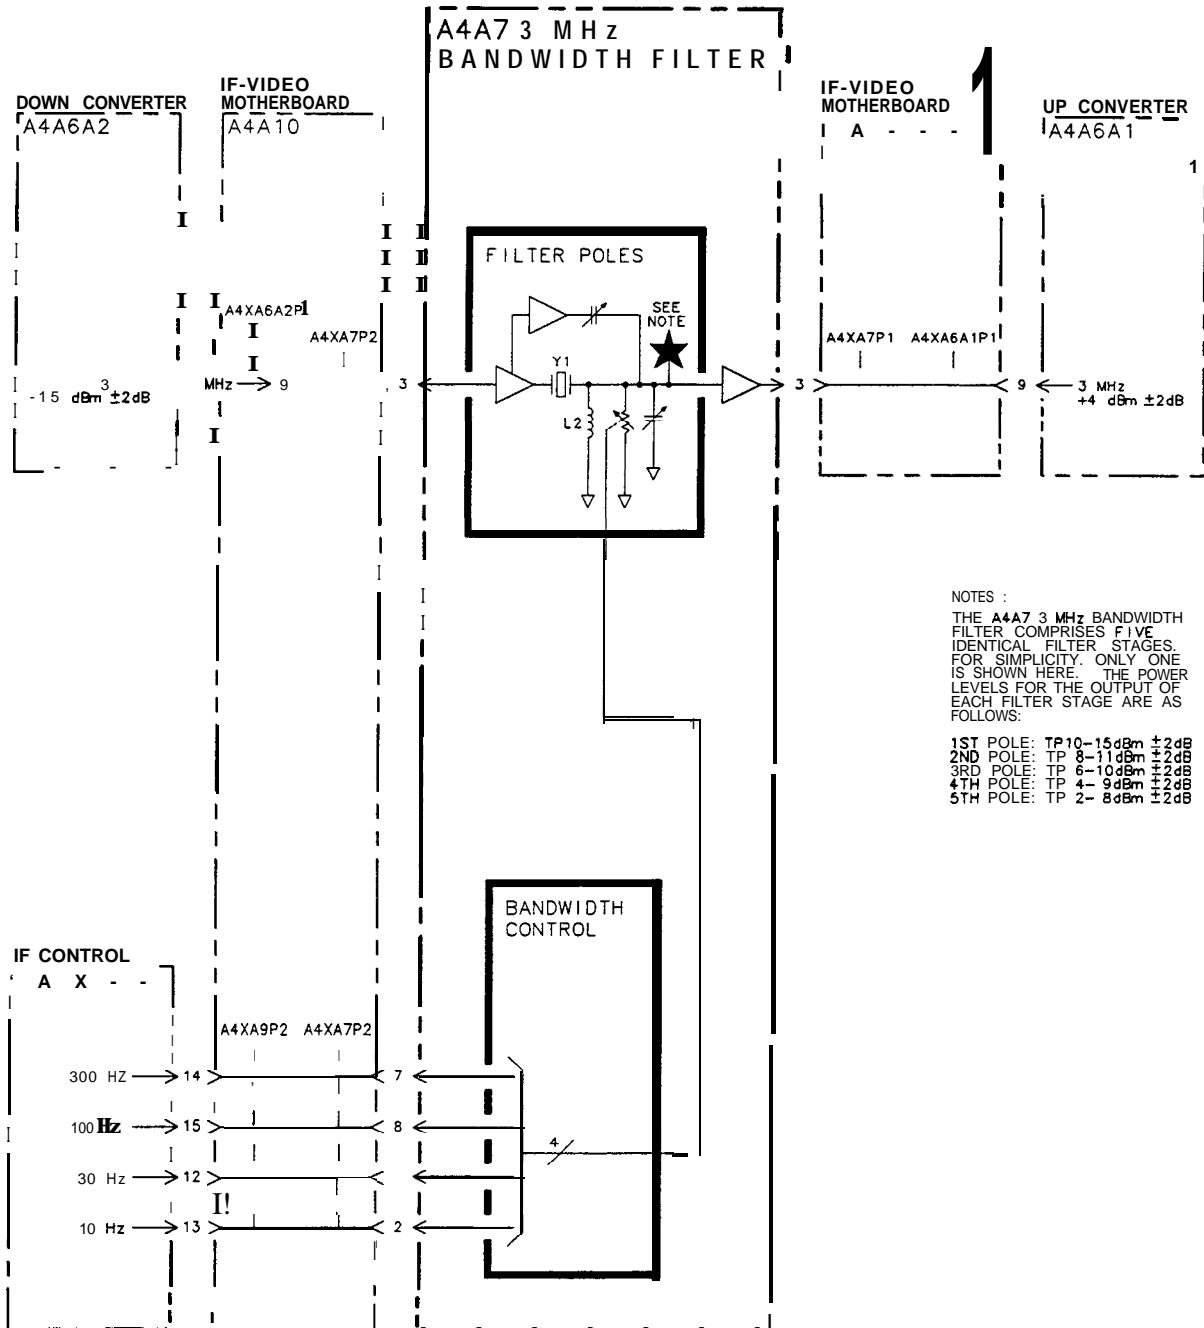 A4A7 3 MHz
BANDWIDTH FILTER
DOWN CONVERTER
A4A6A2
IF-VIDEO
MOTHERBOARD
A4A10
IF-VIDEO
MOTHERBOARD
A - - -
1
UP CONVERTER
A4A6A1
1
FILTER POLES
SEE
NOTE
Y1
L2
A4XA6A2P1
A4XA7P2
3
-15 dBm ±2dB
MHz
9
3
3
A4XA7P1
A4XA6A1P1
9
3 MHz
+4 dBm ±2dB
NOTES :
THE A4A7 3 MHz BANDWIDTH
FILTER COMPRISES FIVE
IDENTICAL FILTER STAGES.
FOR SIMPLICITY. ONLY ONE
IS SHOWN HERE. THE POWER
LEVELS FOR THE OUTPUT OF
EACH FILTER STAGE ARE AS
FOLLOWS:
1ST POLE: TP10-15dBm ±2dB
2ND POLE: TP 8-11dBm ±2dB
3RD POLE: TP 6-10dBm ±2dB
4TH POLE: TP 4- 9dBm ±2dB
5TH POLE: TP 2- 8dBm ±2dB
BANDWIDTH
CONTROL
4
IF CONTROL
A X - -
A4XA9P2
A4XA7P2
300 HZ 14 7
100 Hz 15 8
30 Hz 12
10 Hz 13 2